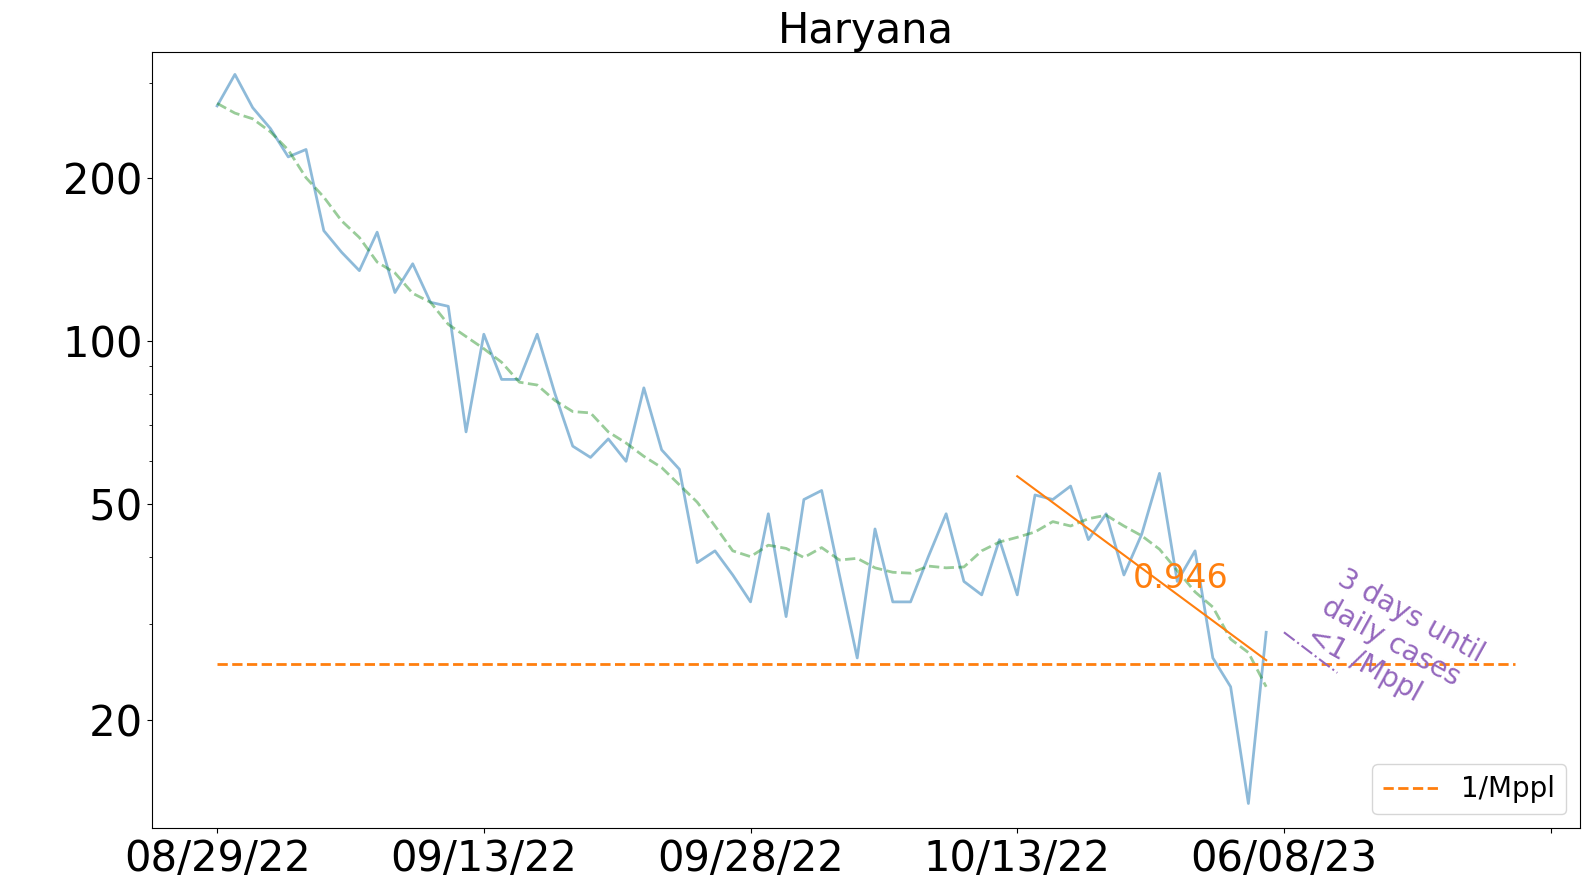 Haryana
200
100
50
20
0.946
3 days until
daily cases
<1 /Mppl
1/Mppl
08/29/22
09/13/22
09/28/22
10/13/22
06/08/23